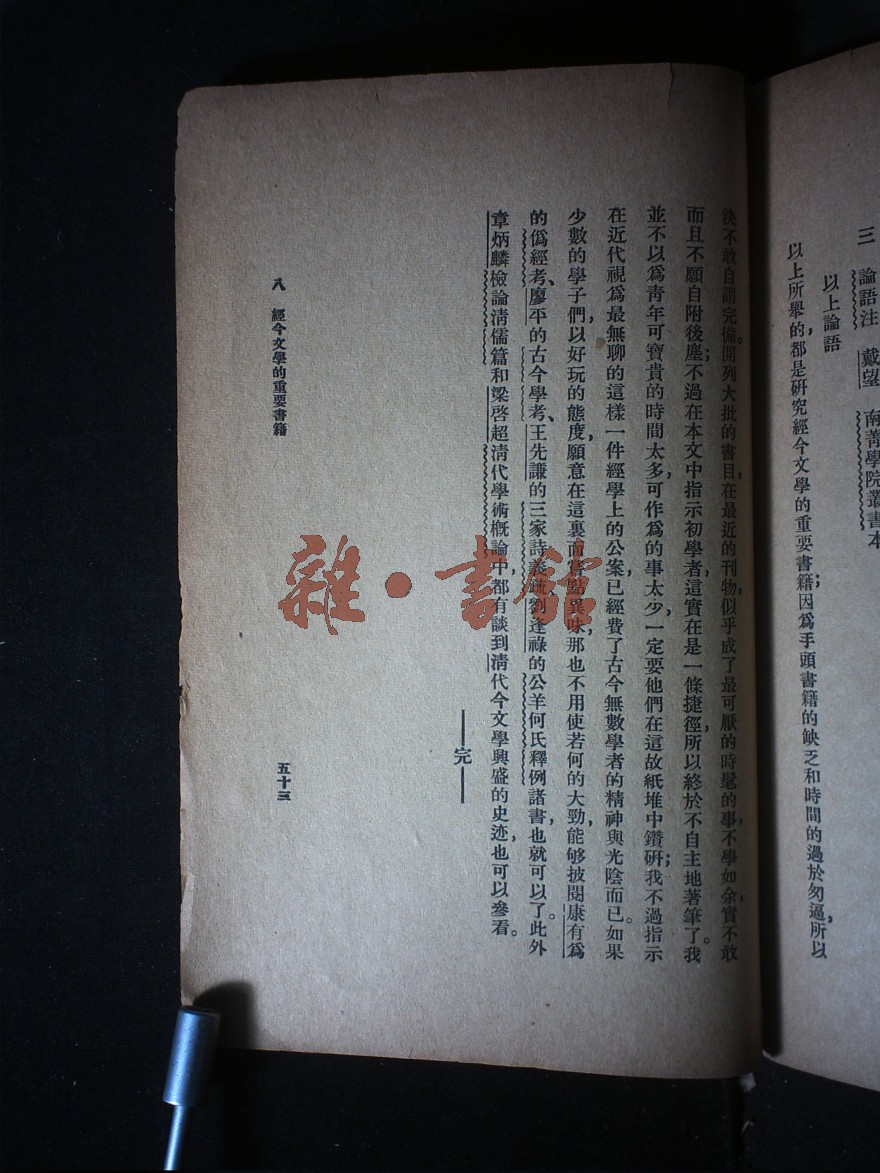 三　論語注　戴望　南菁學院叢書本
以上論語
以上所舉的，都是硏究經今文學的重要書籍；因爲手頭書籍的缺乏和時間的過於匆逼，所以
決不敢自謂完備。開列大批的書目，在最近的刊物，似乎成了最可厭的時髦的事，不學如余，實不敢
而且不願自附後塵；不過在本文中指示初學者，這實在是一條捷徑，所以終於不自主地著筆了。我
並不以爲靑年可寶貴的時間太多，可作爲的事太少，一定要他們在這故紙堆中鑽硏；我不過指示
在近代視爲最無聊的這樣一件經學上的公案，已經費了古今無數學者的精神與光陰而已。如果
少數的學子們，以好玩的態度，願意在這裏面嘗點異味，那也不用使若何的大勁，能够披閱康有爲
的僞經考、廖平的古今學考、王先謙的三家詩義疏、劉逢祿的公羊何氏釋例諸書，也就可以了。此外
章炳麟檢論淸儒篇和梁啓超淸代學術槪論中，都有談到淸代今文學興盛的史迹，也可以參看。
——完——
八　經今文學的重要書籍
五十三
雜·書館